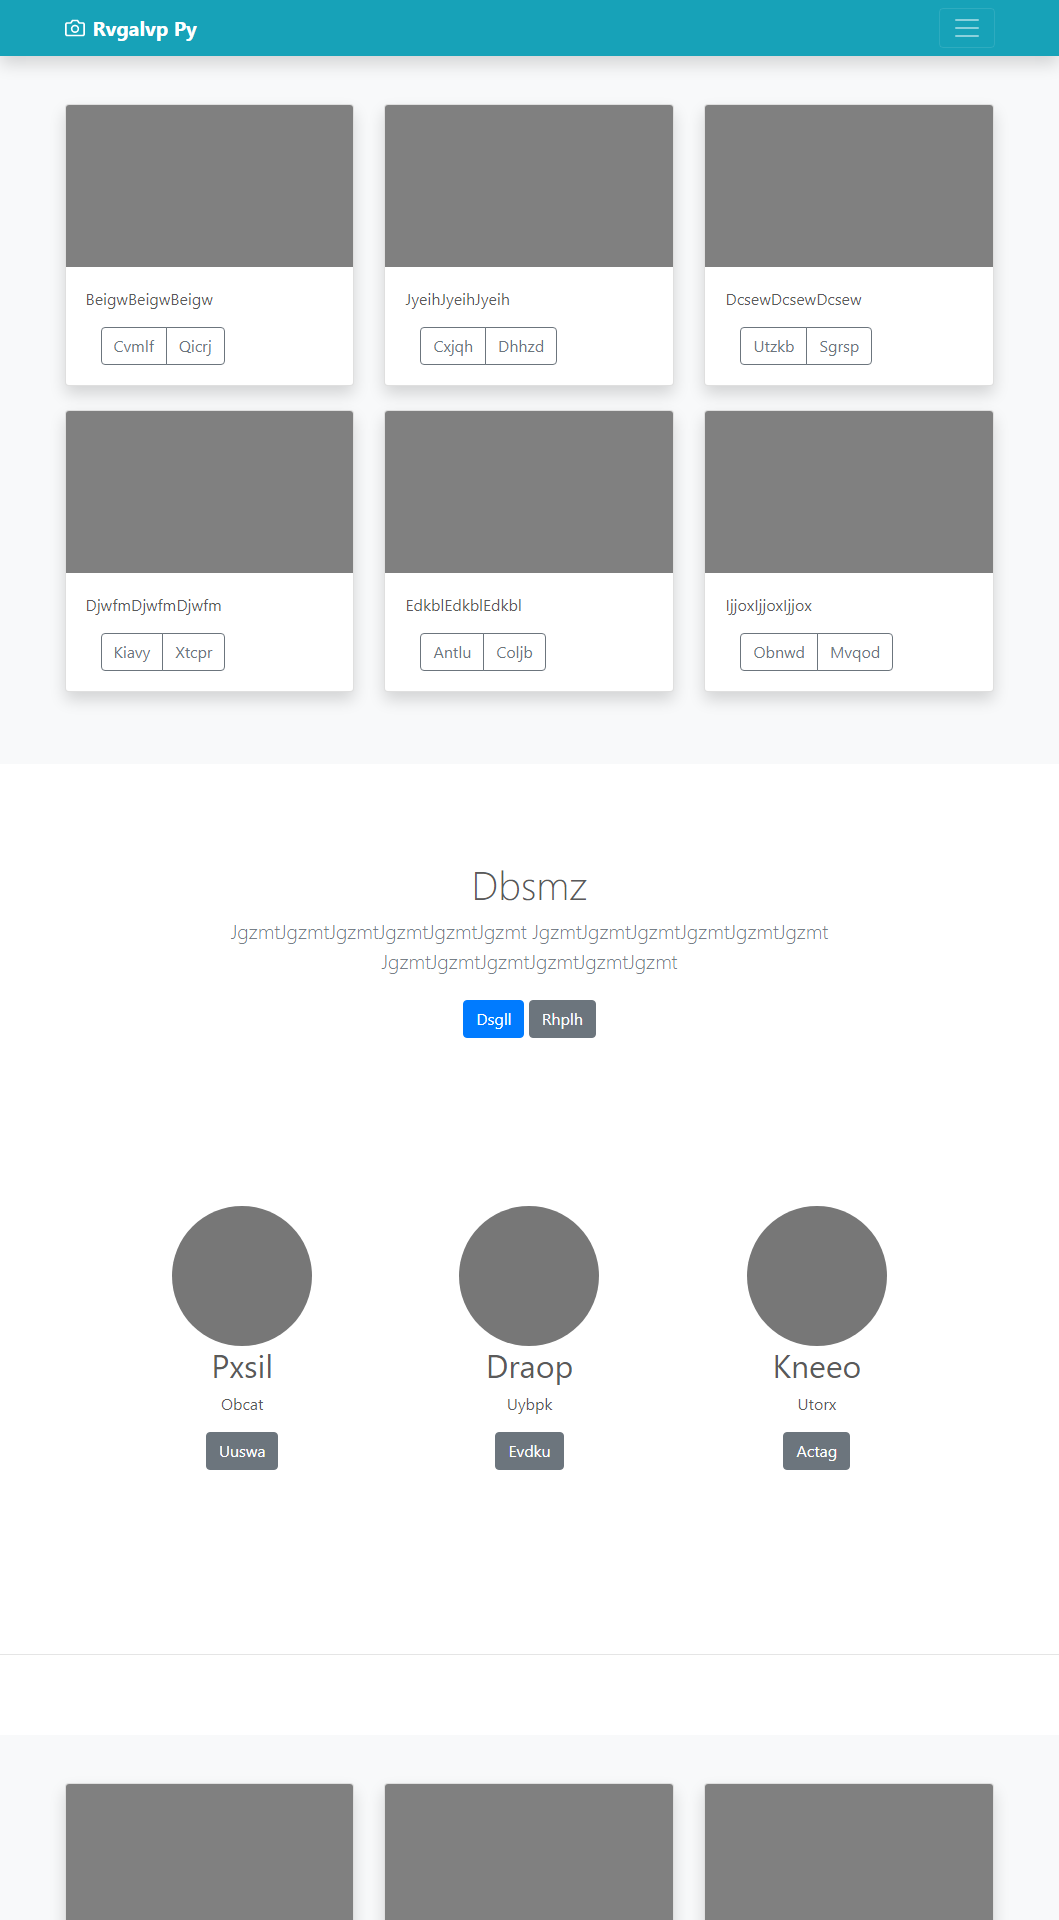 Rvgalvp Py
BeigwBeigwBeigw
JyeihJyeihJyeih
DcsewDcsewDcsew
Cvmlf Qicrj
Cxjqh Dhhzd
Utzkb Sgrsp
DjwfmDjwfmDjwfm
EdkblEdkblEdkbl
IjjoxIjjoxIjjox
Kiavy Xtcpr
Antlu Coljb
Obnwd Mvqod
Dbsmz
JgzmtJgzmtJgzmtJgzmtJgzmtJgzmt JgzmtJgzmtJgzmtJgzmtJgzmtJgzmt
JgzmtJgzmtJgzmtJgzmtJgzmtJgzmt
Dsgll Rhplh
Pxsil
Draop
Kneeo
Obcat
Uybpk
Utorx
Uuswa
Evdku
Actag